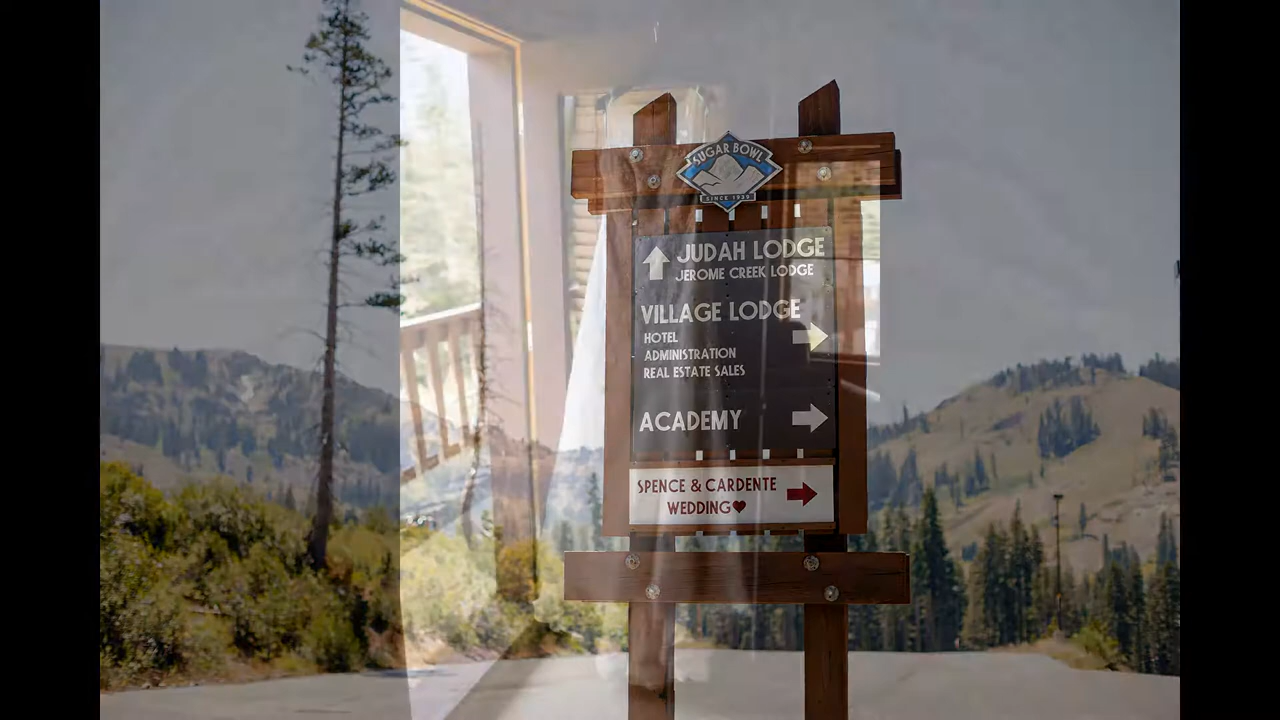 SUGAR BOWL
SINCE 1939
JUDAH LODGE
JEROME CREEK LODGE
VILLAGE LODGE
HOTEL
ADMINISTRATION
REAL ESTATE SALES
ACADEMY
SPENCE & CARDENTE
WEDDING♥